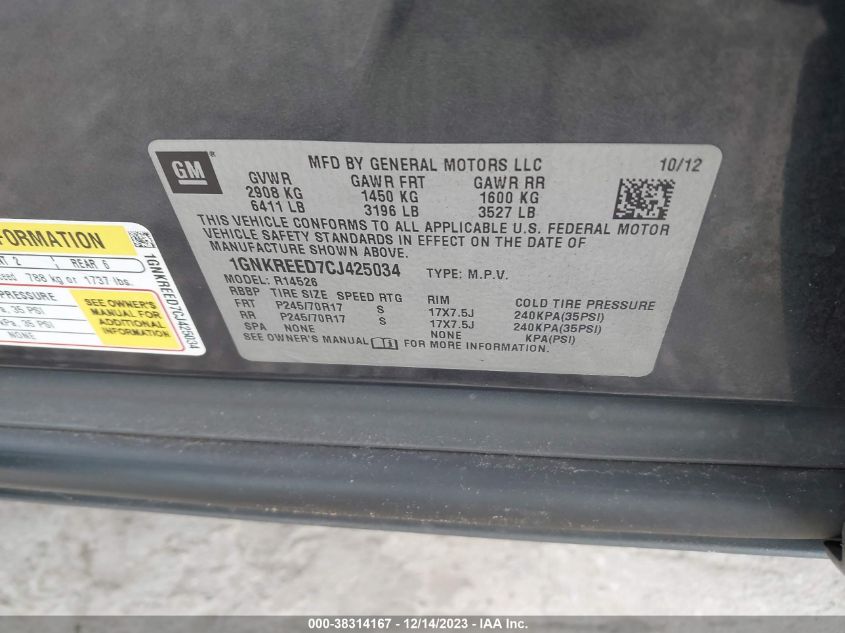 GM
MFD BY GENERAL MOTORS LLC 10/12
GVWR GAWR FRT GAWR RR
2908 KG 1450 KG 1600 KG
6411 LB 3196 LB 3527 LB
THIS VEHICLE CONFORMS TO ALL APPLICABLE U.S. FEDERAL MOTOR
VEHICLE SAFETY STANDARDS IN EFFECT ON THE DATE OF
MANUFACTURE SHOWN ABOVE.
1GNKREED7CJ425034 TYPE: M.P.V.
MODEL: R14526
RBBP TIRE SIZE SPEED RTG RIM COLD TIRE PRESSURE
FRT P245/70R17 S 17X7.5J 240KPA(35PSI)
RR P245/70R17 S 17X7.5J 240KPA(35PSI)
SPA NONE NONE KPA(PSI)
SEE OWNER'S MANUAL FOR MORE INFORMATION.
REAR 6
788 kg or 1737 lbs.
PRESSURE
35 PSI
35 PSI
NONE
SEE OWNER'S
MANUAL FOR
ADDITIONAL
INFORMATION
1GNKREED7CJ425034
000-38314167 - 12/14/2023 - IAA Inc.